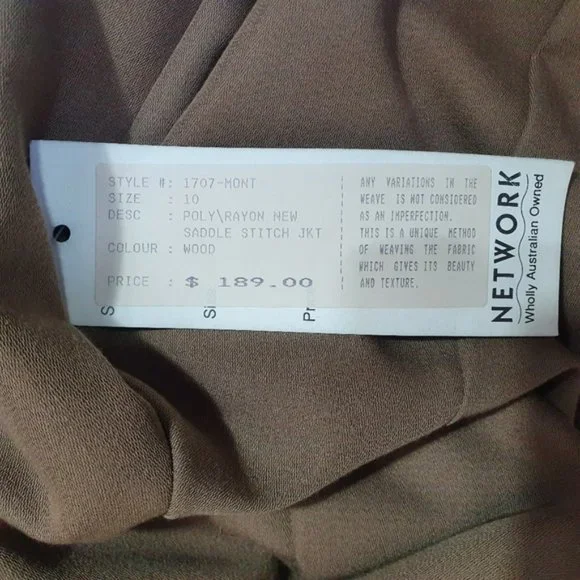 STYLE #: 1707-MONT
SIZE : 10
DESC : POLY\RAYON NEW
SADDLE STITCH JKT
COLOUR : WOOD
PRICE : $ 189.00
ANY VARIATIONS IN THE
WEAVE IS NOT CONSIDERED
AS AN IMPERFECTION.
THIS IS A UNIQUE METHOD
OF WEAVING THE FABRIC
WHICH GIVES ITS BEAUTY
AND TEXTURE.
NETWORK
Wholly Australian Owned
S
Si
Pr